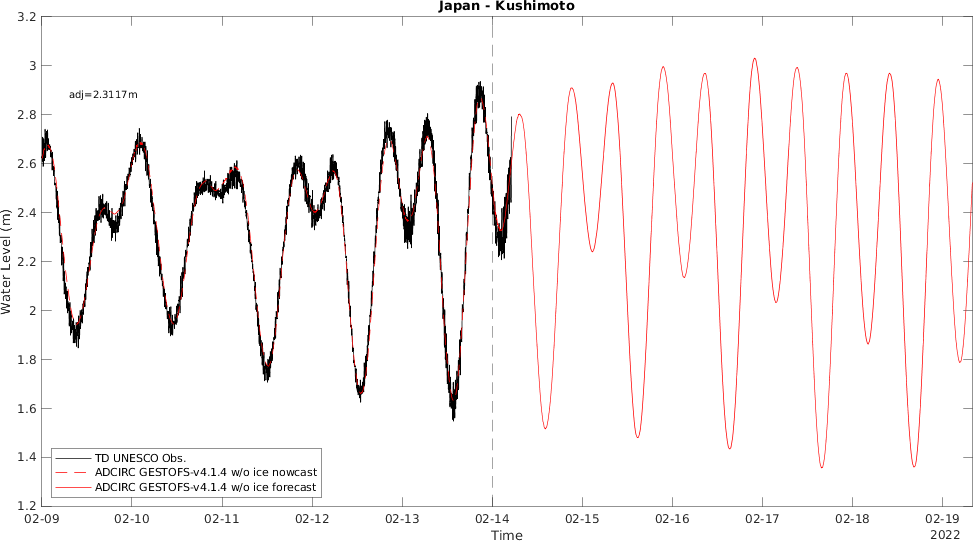 Japan - Kushimoto
3.2
3
2.8
2.6
2.4
2.2
2
1.8
1.6
1.4
1.2
Water Level (m)
adj=2.3117m
TD UNESCO Obs.
ADCIRC GESTOFS-v4.1.4 w/o ice nowcast
ADCIRC GESTOFS-v4.1.4 w/o ice forecast
02-09 02-10 02-11 02-12 02-13 02-14 02-15 02-16 02-17 02-18 02-19
Time
2022